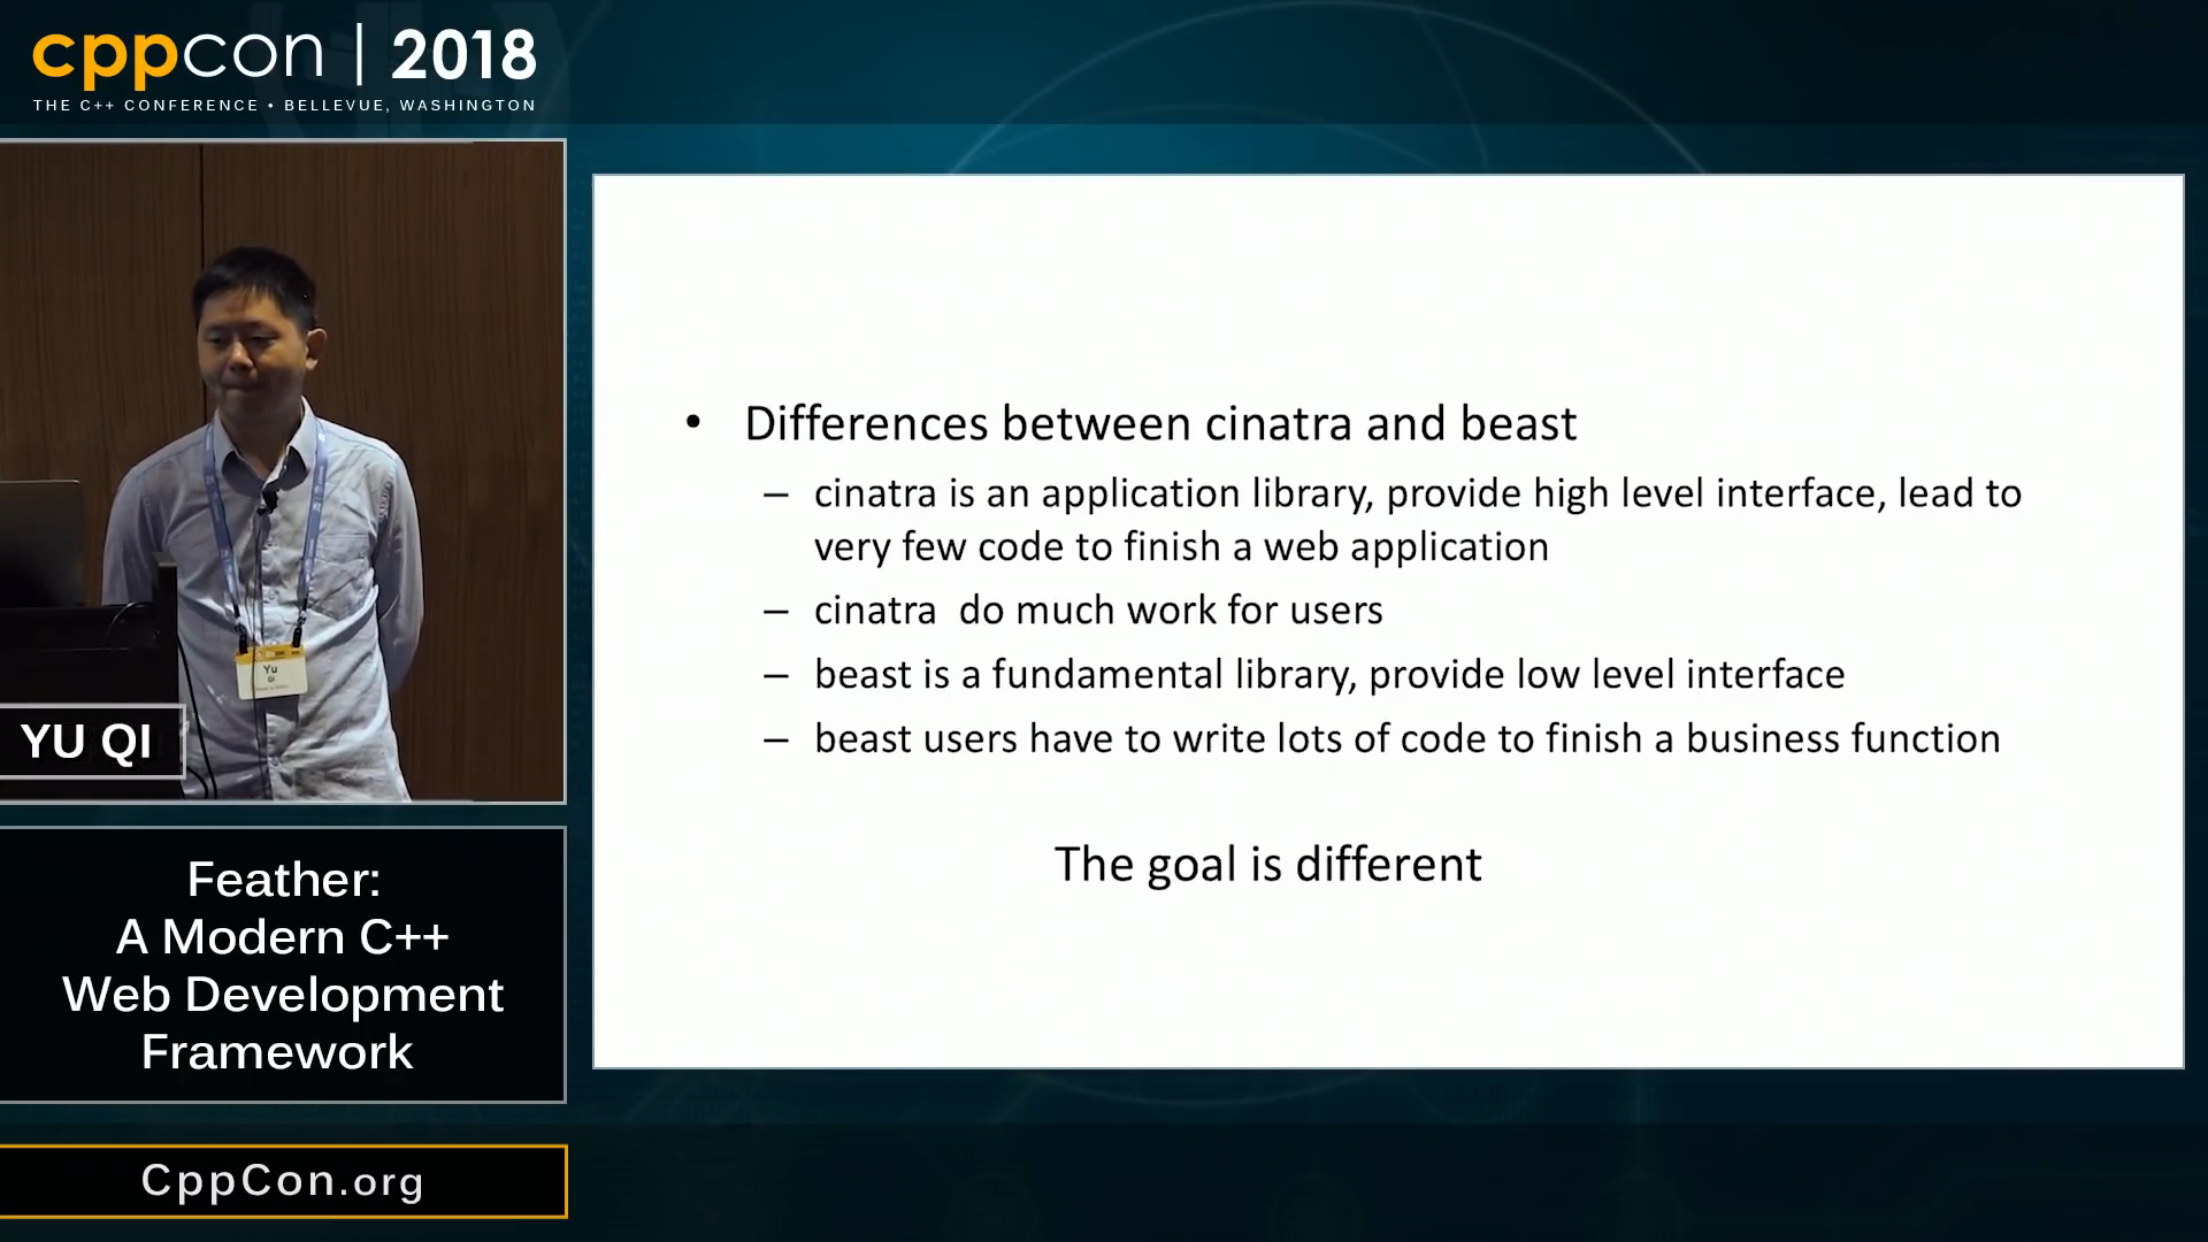 cppcon | 2018
THE C++ CONFERENCE • BELLEVUE, WASHINGTON
Yu
Qi
YU QI
Feather:
A Modern C++
Web Development
Framework
CppCon.org
• Differences between cinatra and beast
– cinatra is an application library, provide high level interface, lead to
very few code to finish a web application
– cinatra  do much work for users
– beast is a fundamental library, provide low level interface
– beast users have to write lots of code to finish a business function
The goal is different